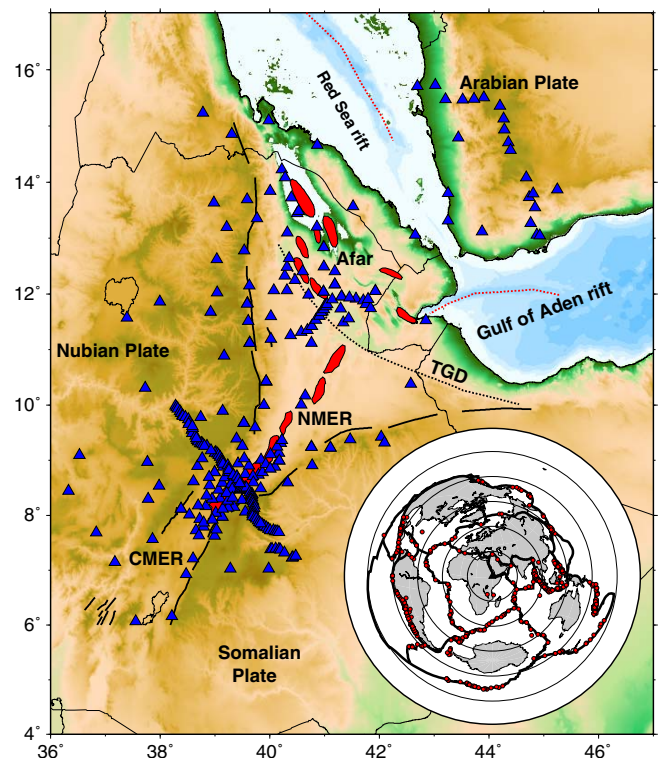 16°
14°
12°
10°
8°
6°
4°
36°
38°
40°
42°
44°
46°
Red Sea rift
Arabian Plate
Afar
Gulf of Aden rift
Nubian Plate
TGD
NMER
CMER
Somalian
Plate